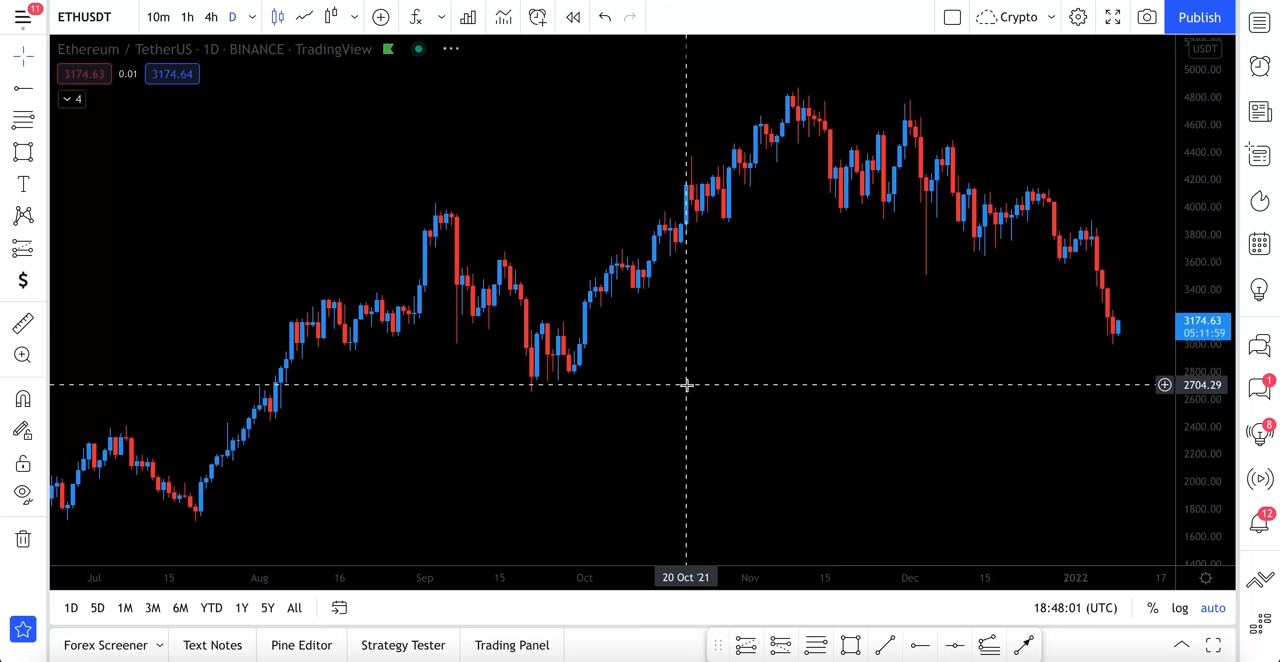 11
ETHUSDT
10m 1h 4h D
Crypto
Publish
Ethereum / TetherUS · 1D · BINANCE · TradingView
3174.63 0.01 3174.64
4
USDT
5000.00
4800.00
4600.00
4400.00
4200.00
4000.00
3800.00
3600.00
3400.00
3174.63
05:11:59
3000.00
2800.00
2704.29
2600.00
2400.00
2200.00
2000.00
1800.00
1600.00
1400.00
Jul 15 Aug 16 Sep 15 Oct 20 Oct '21 Nov 15 Dec 15 2022 17
1D 5D 1M 3M 6M YTD 1Y 5Y All
18:48:01 (UTC) % log auto
Forex Screener Text Notes Pine Editor Strategy Tester Trading Panel
1
8
12